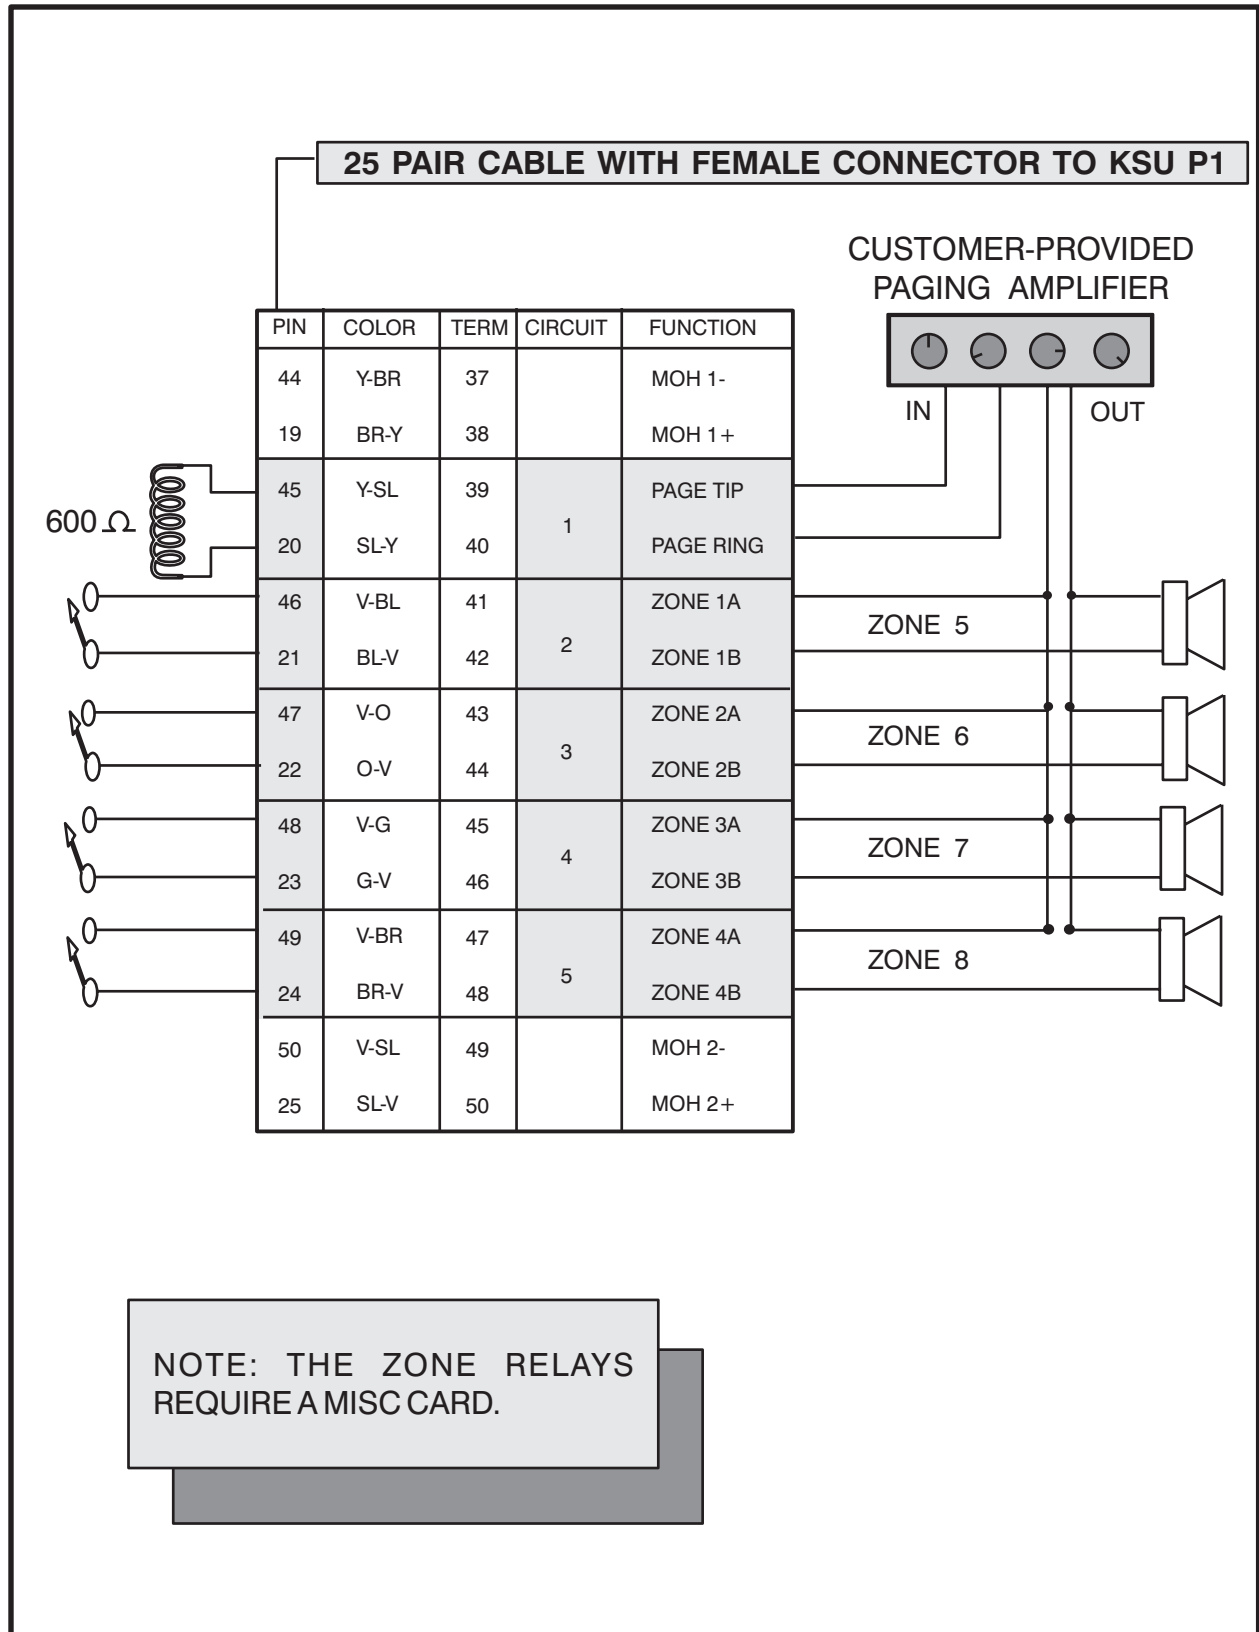 25 PAIR CABLE WITH FEMALE CONNECTOR TO KSU P1
CUSTOMER-PROVIDED
PAGING AMPLIFIER
IN OUT
PIN COLOR TERM CIRCUIT FUNCTION
44 Y-BR 37 MOH 1-
19 BR-Y 38 MOH 1+
45 Y-SL 39 PAGE TIP
600 Ω 1
20 SL-Y 40 PAGE RING
46 V-BL 41 ZONE 1A
2 ZONE 5
21 BL-V 42 ZONE 1B
47 V-O 43 ZONE 2A
3 ZONE 6
22 O-V 44 ZONE 2B
48 V-G 45 ZONE 3A
4 ZONE 7
23 G-V 46 ZONE 3B
49 V-BR 47 ZONE 4A
5 ZONE 8
24 BR-V 48 ZONE 4B
50 V-SL 49 MOH 2-
25 SL-V 50 MOH 2+
NOTE: THE ZONE RELAYS
REQUIRE A MISC CARD.